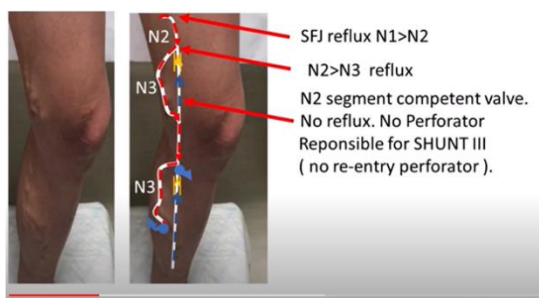 SFJ reflux N1>N2
N2
N2>N3 reflux
N3
N2 segment competent valve.
No reflux. No Perforator
Reponsible for SHUNT III
( no re-entry perforator ).
N3